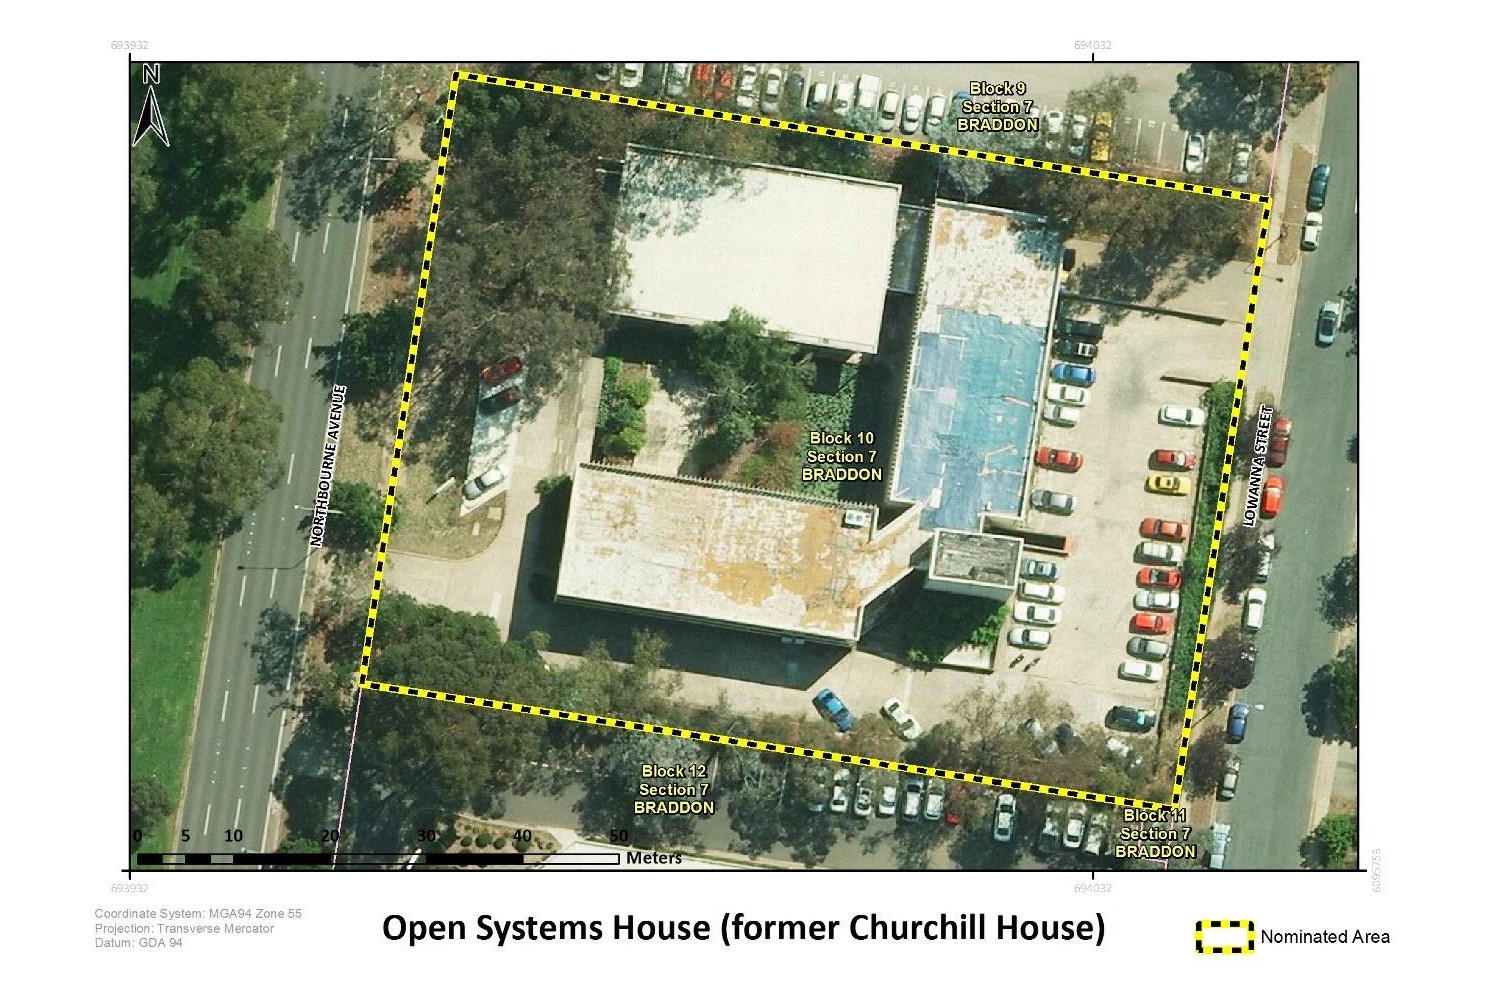 693932
694032
N
Block 9
Section 7
BRADDON
NORTHBOURNE AVENUE
Block 10
Section 7
BRADDON
LOWANNA STREET
Block 12
Section 7
BRADDON
Block 11
Section 7
BRADDON
0 5 10 20 30 40 50
Meters
693932
694032
6095753
Coordinate System: MGA94 Zone 55
Projection: Transverse Mercator
Datum: GDA 94
Open Systems House (former Churchill House)
Nominated Area